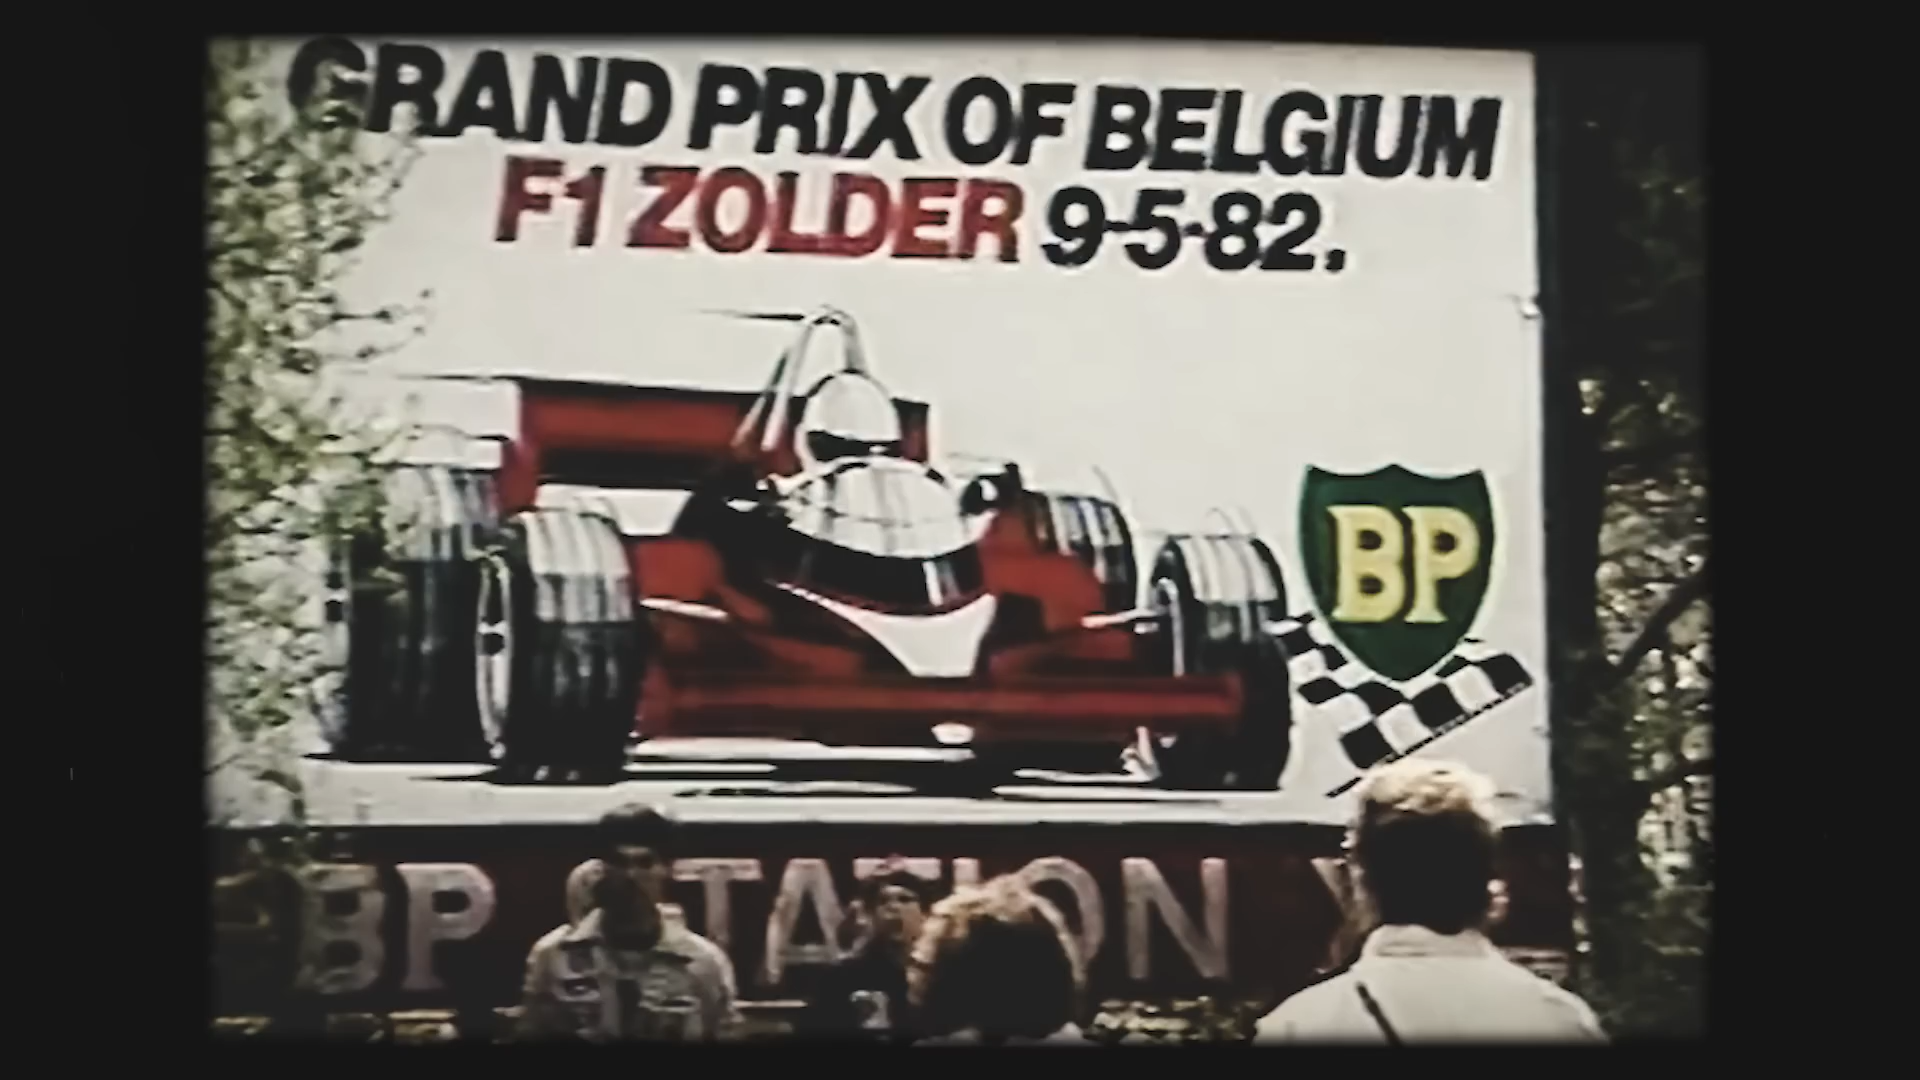 GRAND PRIX OF BELGIUM
F1 ZOLDER 9-5-82.
BP
BP STATION